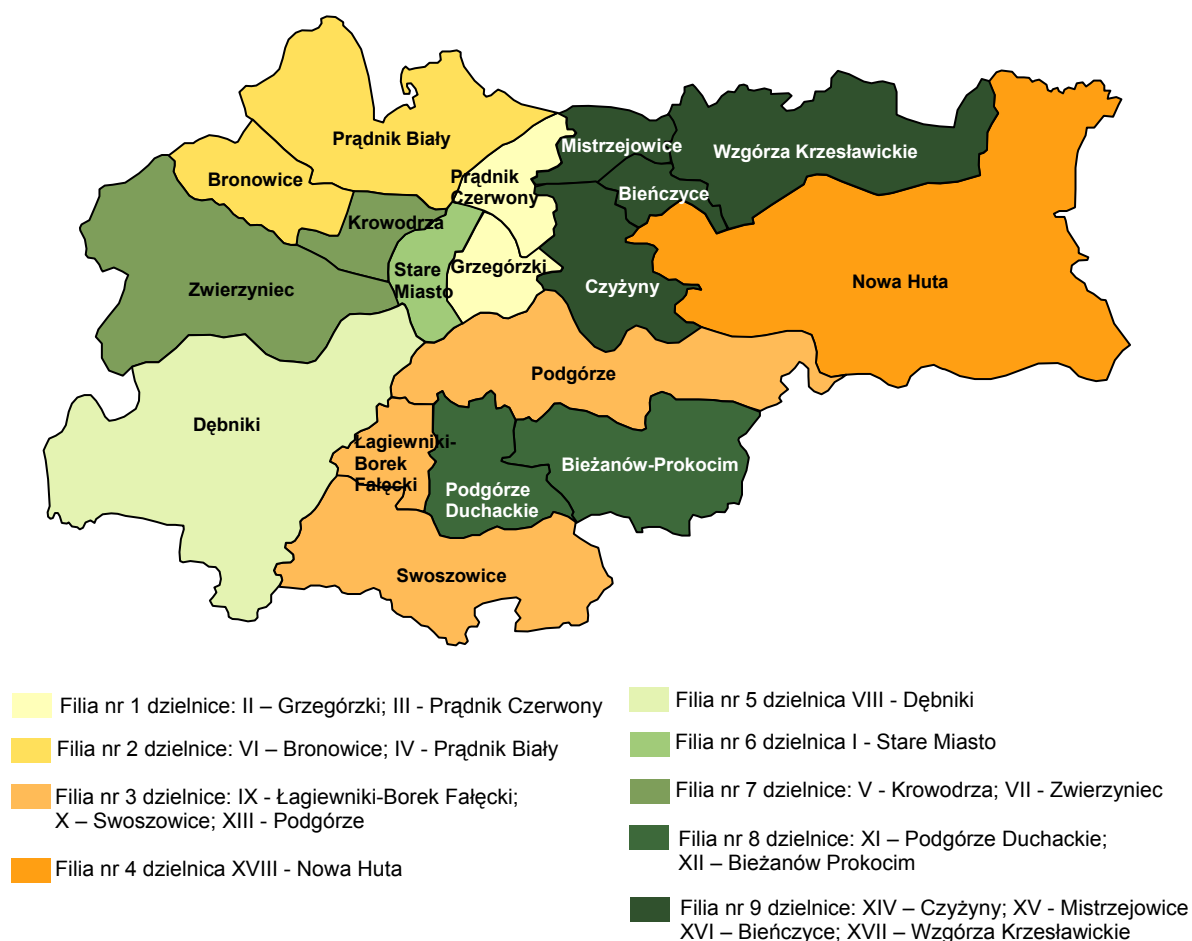 Prądnik Biały
Mistrzejowice
Wzgórza Krzesławickie
Bronowice
Prądnik
Czerwony
Bieńczyce
Krowodrza
Stare
Miasto
Grzegórzki
Zwierzyniec
Czyżyny
Nowa Huta
Podgórze
Dębniki
Łagiewniki-
Borek
Fałęcki
Bieżanów-Prokocim
Podgórze
Duchackie
Swoszowice
Filia nr 1 dzielnice: II – Grzegórzki; III - Prądnik Czerwony
Filia nr 2 dzielnice: VI – Bronowice; IV - Prądnik Biały
Filia nr 3 dzielnice: IX - Łagiewniki-Borek Fałęcki;
X – Swoszowice; XIII - Podgórze
Filia nr 4 dzielnica XVIII - Nowa Huta
Filia nr 5 dzielnica VIII - Dębniki
Filia nr 6 dzielnica I - Stare Miasto
Filia nr 7 dzielnice: V - Krowodrza; VII - Zwierzyniec
Filia nr 8 dzielnice: XI – Podgórze Duchackie;
XII – Bieżanów Prokocim
Filia nr 9 dzielnice: XIV – Czyżyny; XV - Mistrzejowice
XVI – Bieńczyce; XVII – Wzgórza Krzesławickie